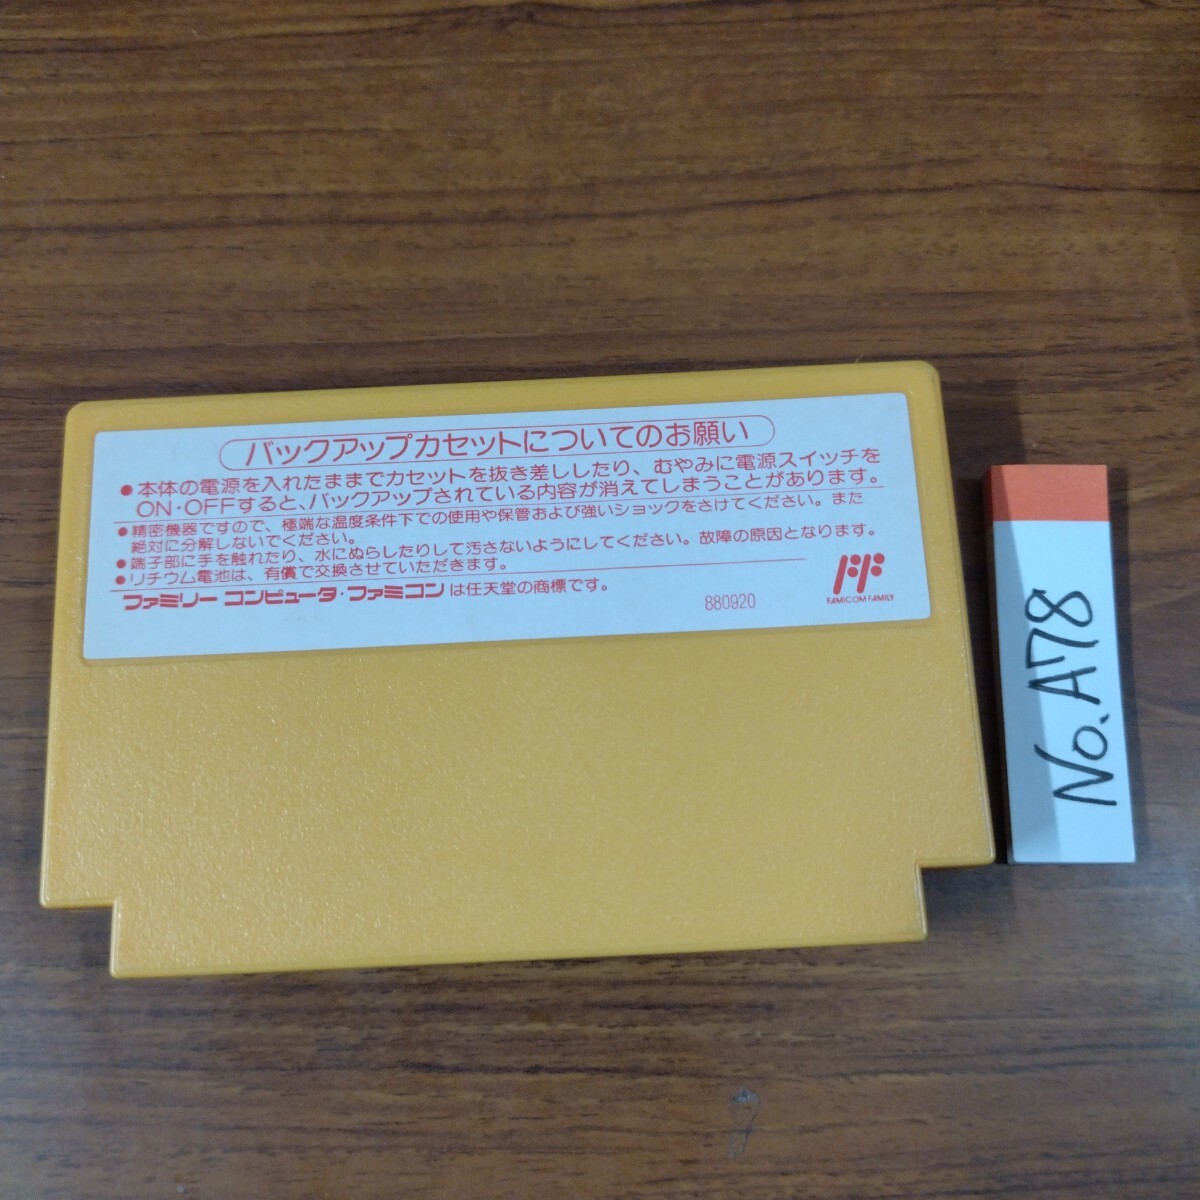 バックアップカセットについてのお願い
●本体の電源を入れたままでカセットを抜き差ししたり、むやみに電源スイッチを
ON・OFFすると、バックアップされている内容が消えてしまうことがあります。
●精密機器ですので、極端な温度条件下での使用や保管および強いショックをさけてください。また
絶対に分解しないでください。
●端子部に手を触れたり、水にぬらしたりして汚さないようにしてください。故障の原因となります。
●リチウム電池は、有償で交換させていただきます。
ファミリーコンピュータ・ファミコンは任天堂の商標です。
880920
FAMICOM FAMILY
No.A78